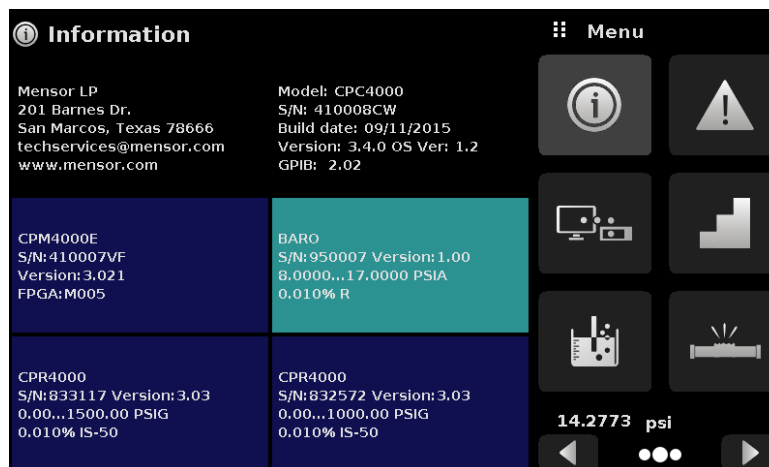 Information
Menu
Mensor LP
201 Barnes Dr.
San Marcos, Texas 78666
techservices@mensor.com
www.mensor.com
Model: CPC4000
S/N: 410008CW
Build date: 09/11/2015
Version: 3.4.0 OS Ver: 1.2
GPIB: 2.02
CPM4000E
S/N:410007VF
Version:3.021
FPGA:M005
BARO
S/N:950007 Version:1.00
8.0000...17.0000 PSIA
0.010% R
CPR4000
S/N:833117 Version:3.03
0.00...1500.00 PSIG
0.010% IS-50
CPR4000
S/N:832572 Version:3.03
0.00...1000.00 PSIG
0.010% IS-50
14.2773 psi